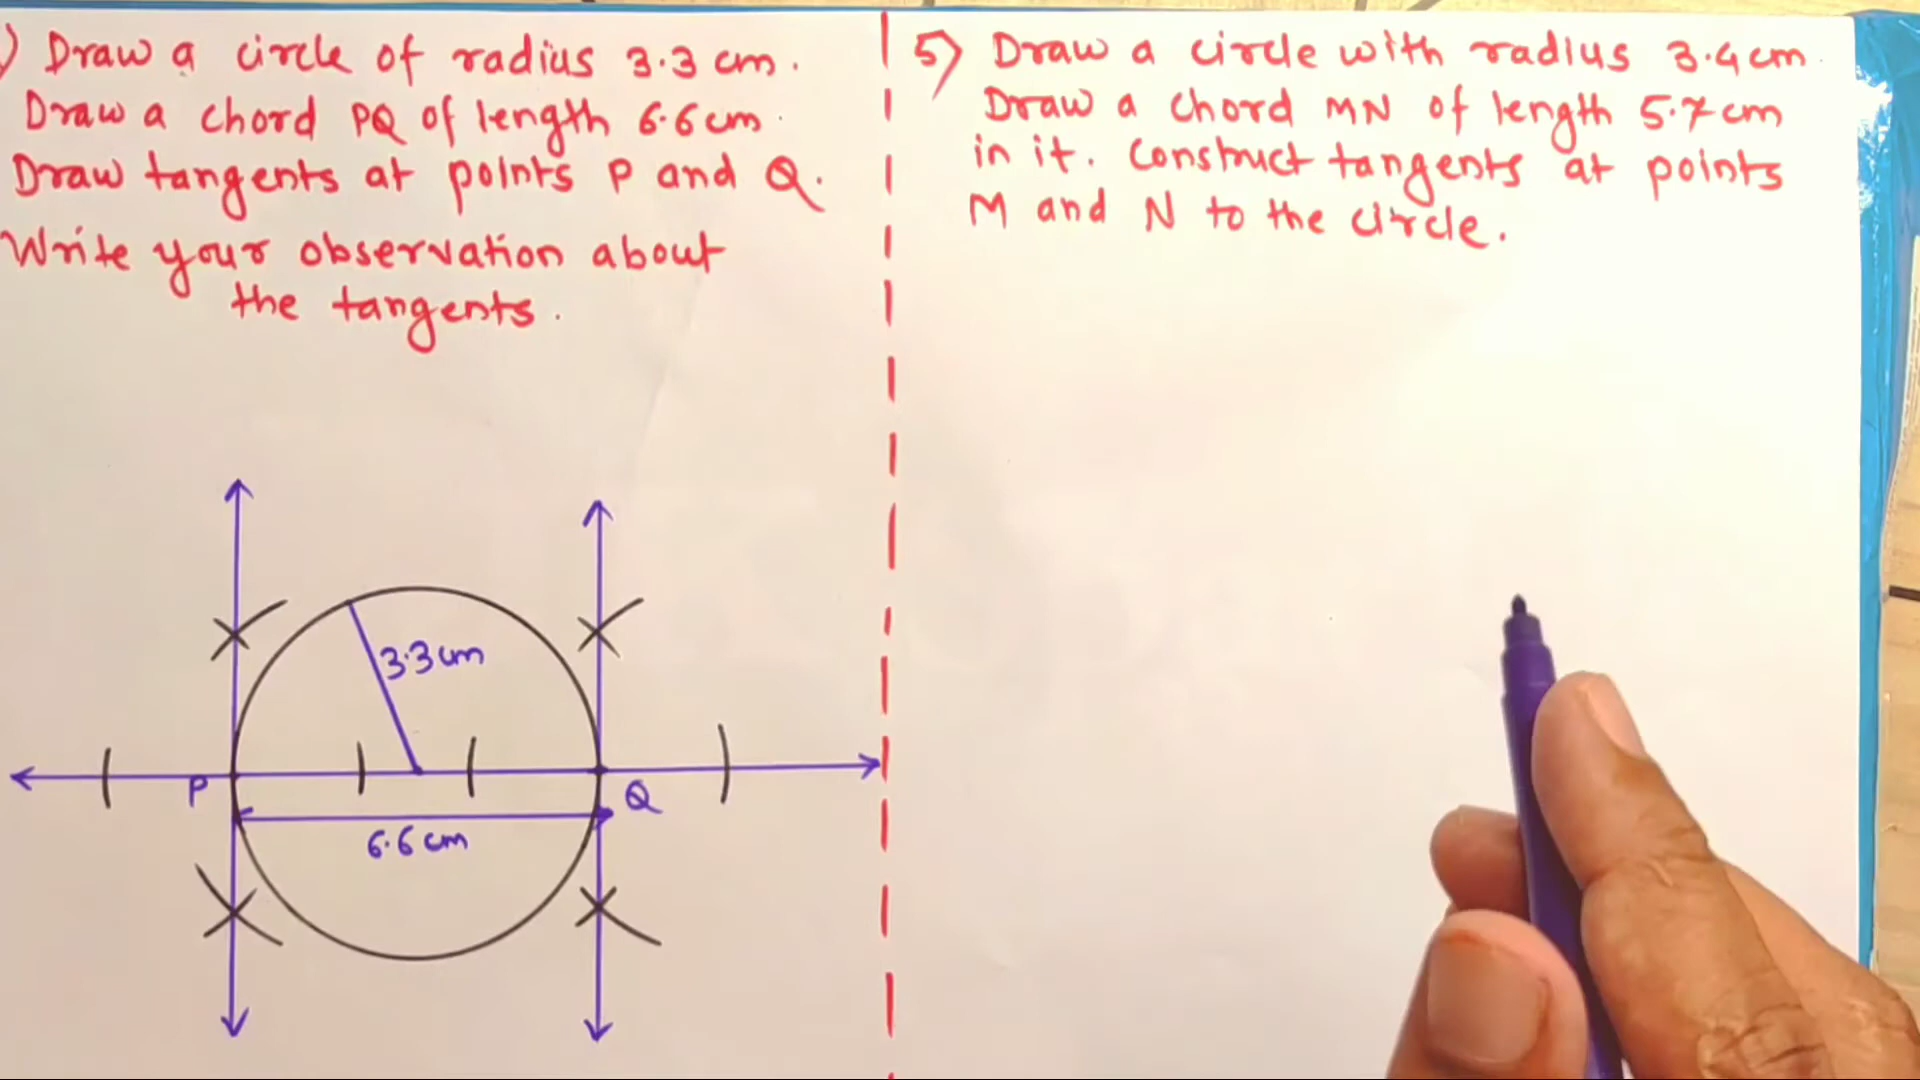 ) Draw a circle of radius 3.3 cm.
Draw a chord PQ of length 6.6 cm.
Draw tangents at points P and Q.
Write your observation about
the tangents.
3.3 cm
P
Q
6.6 cm
5) Draw a circle with radius 3.4 cm.
Draw a chord MN of length 5.7 cm
in it. Construct tangents at points
M and N to the circle.